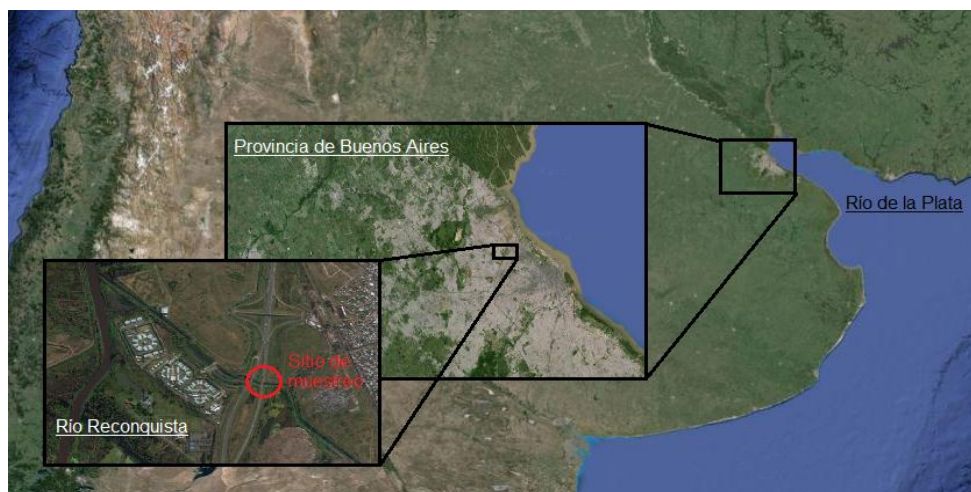 Provincia de Buenos Aires
Río de la Plata
Sitio de
muestreo
Río Reconquista